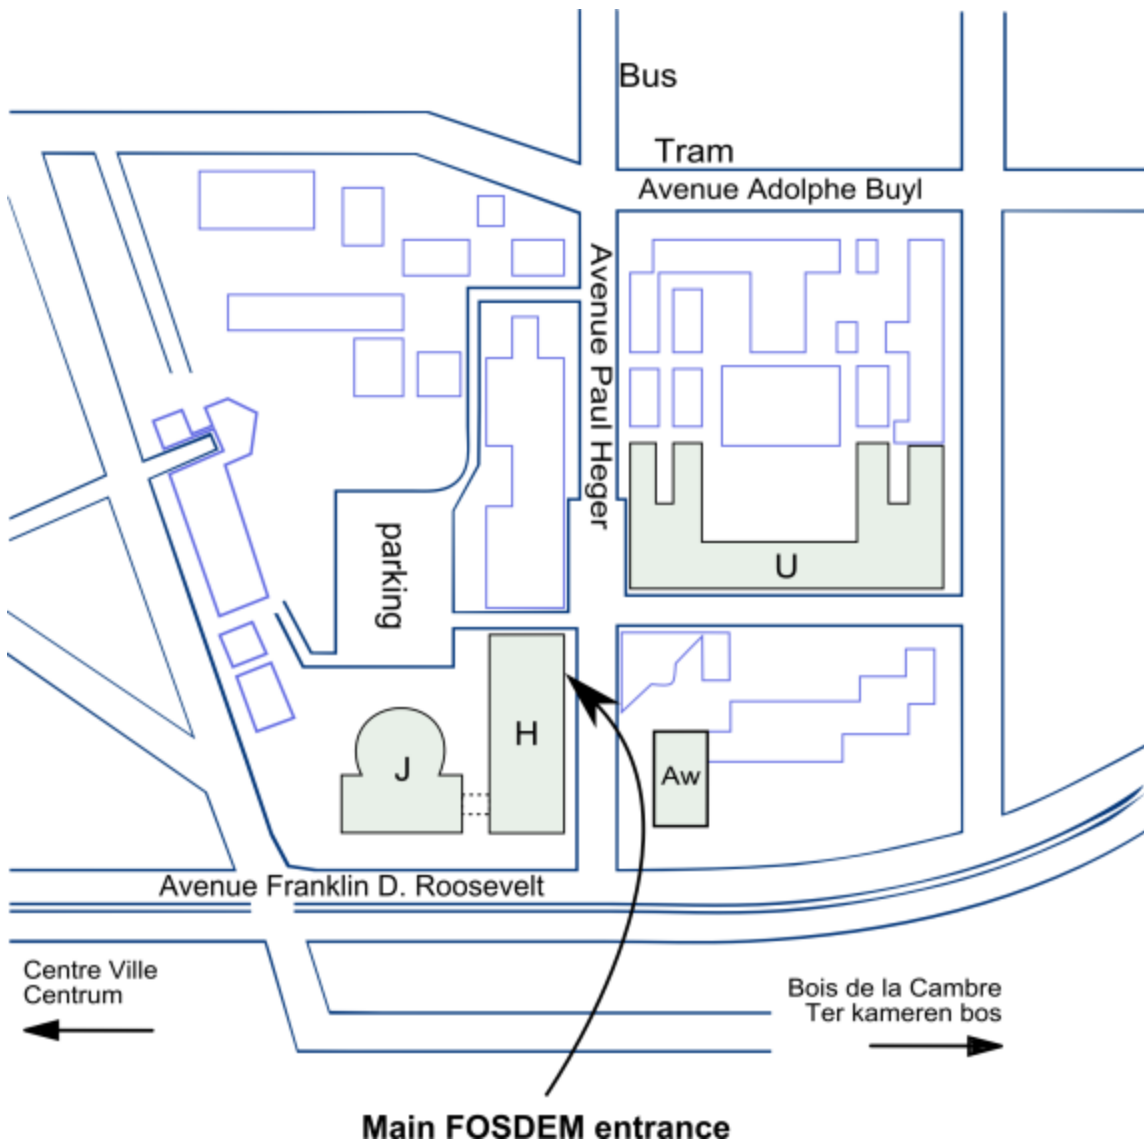 Bus
Tram
Avenue Adolphe Buyl
Avenue Paul Heger
parking
U
H
J
Aw
Avenue Franklin D. Roosevelt
Centre Ville
Centrum
Bois de la Cambre
Ter kameren bos
Main FOSDEM entrance